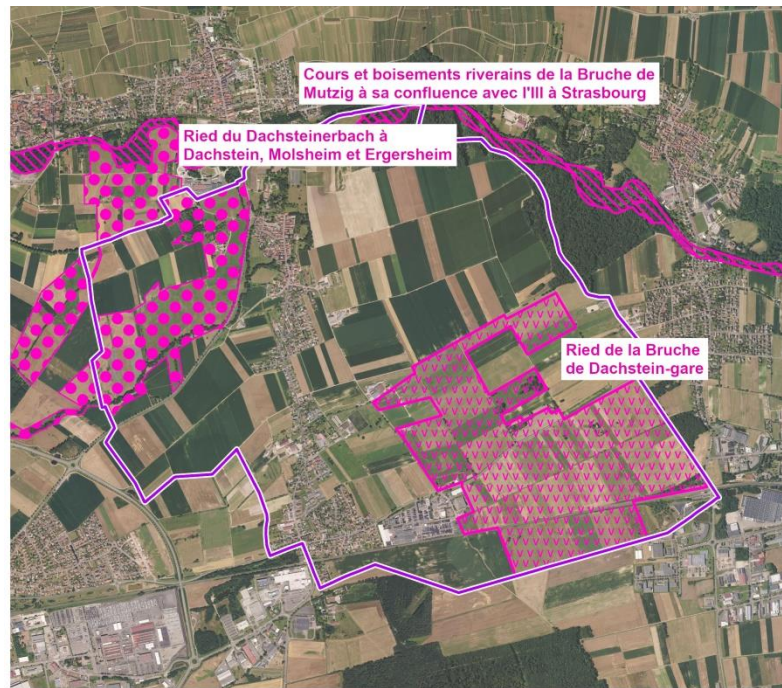 Cours et boisements riverains de la Bruche de
Mutzig à sa confluence avec l'Ill à Strasbourg
Ried du Dachsteinerbach à
Dachstein, Molsheim et Ergersheim
Ried de la Bruche
de Dachstein-gare